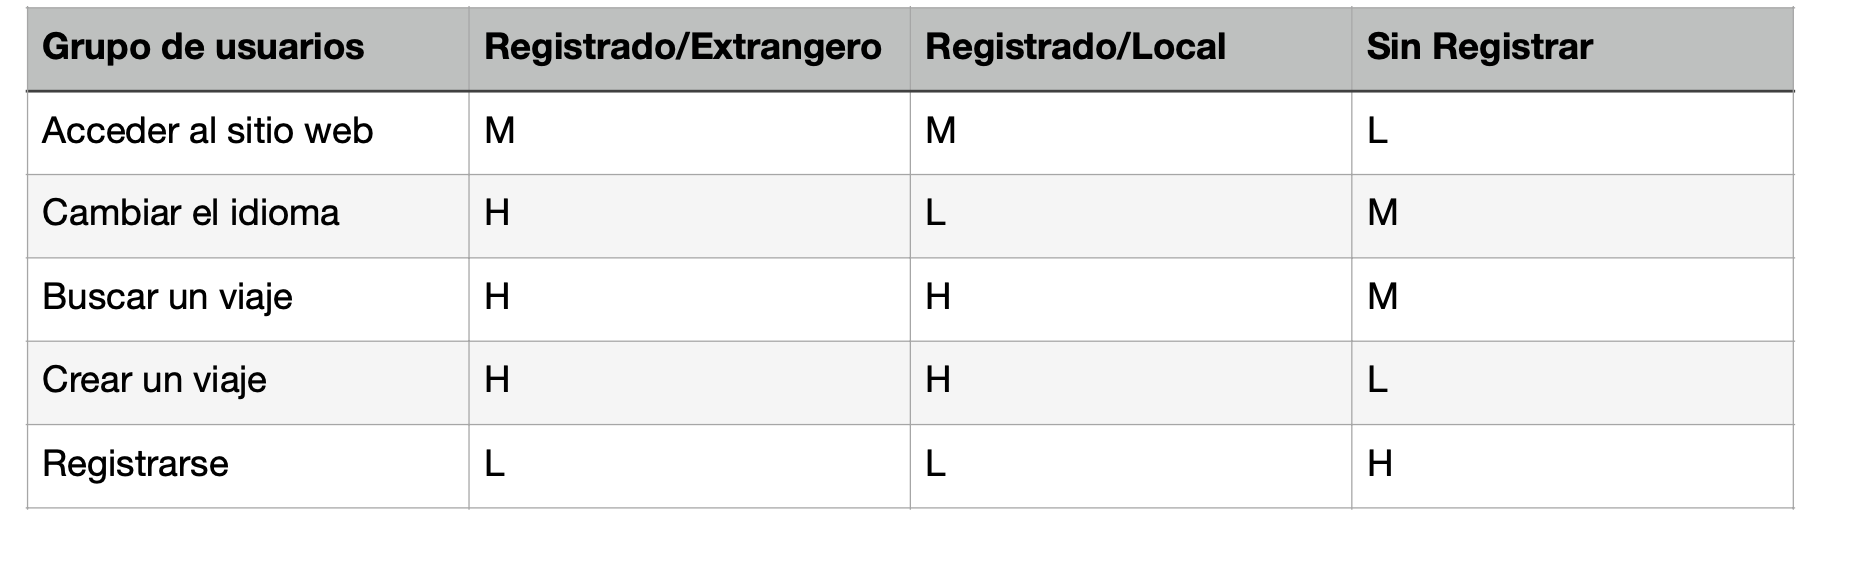 Grupo de usuarios Registrado/Extrangero Registrado/Local Sin Registrar
Acceder al sitio web M M L
Cambiar el idioma H L M
Buscar un viaje H H M
Crear un viaje H H L
Registrarse L L H